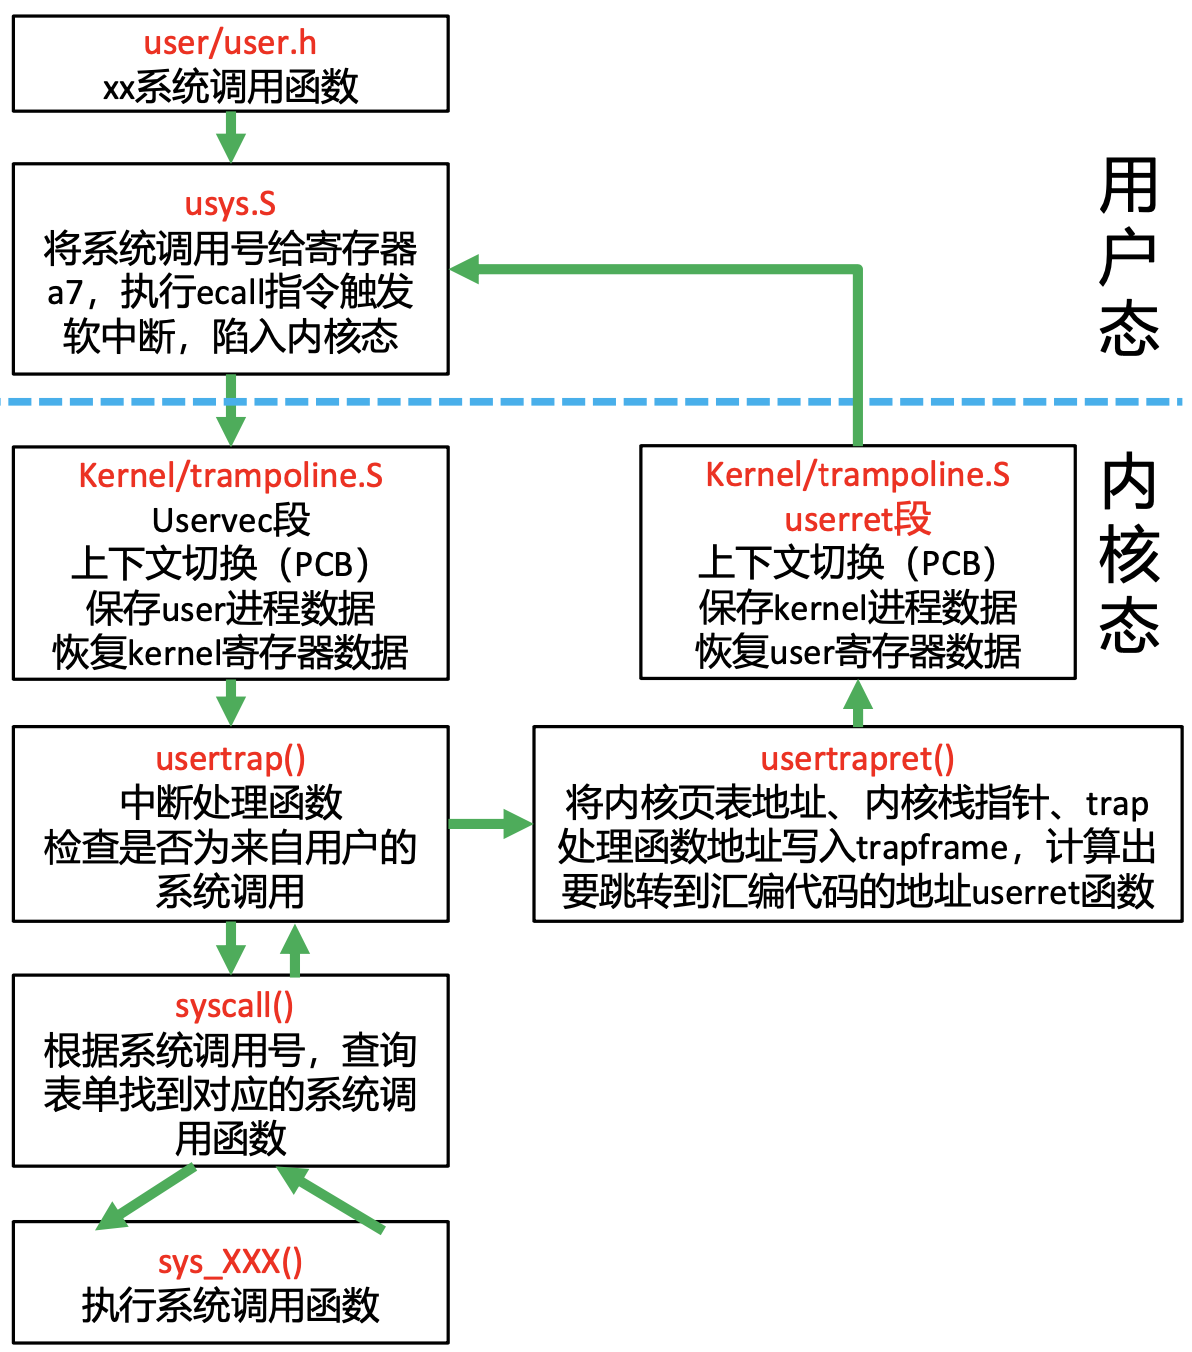 user/user.h
xx系统调用函数
usys.S
将系统调用号给寄存器
a7，执行ecall指令触发
软中断，陷入内核态
用户态
Kernel/trampoline.S
Uservec段
上下文切换（PCB）
保存user进程数据
恢复kernel寄存器数据
Kernel/trampoline.S
userret段
上下文切换（PCB）
保存kernel进程数据
恢复user寄存器数据
内核态
usertrap()
中断处理函数
检查是否为来自用户的
系统调用
usertrapret()
将内核页表地址、内核栈指针、trap
处理函数地址写入trapframe，计算出
要跳转到汇编代码的地址userret函数
syscall()
根据系统调用号，查询
表单找到对应的系统调
用函数
sys_XXX()
执行系统调用函数